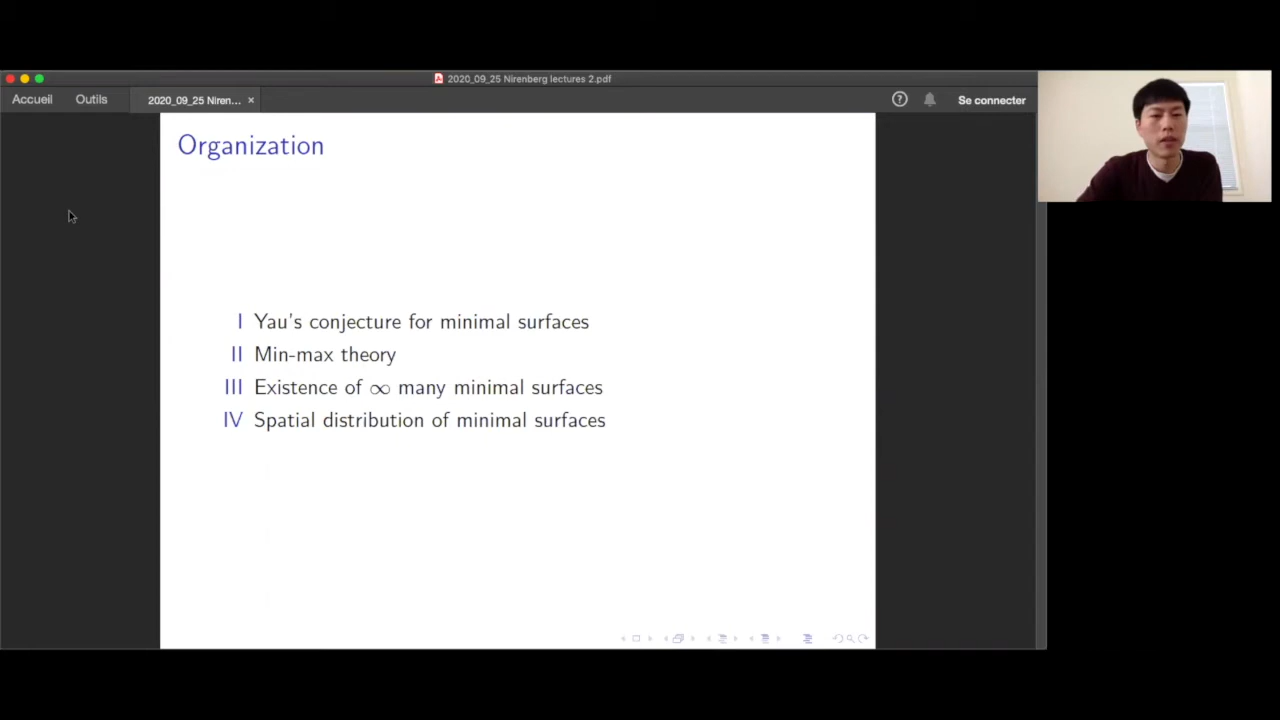 2020_09_25 Nirenberg lectures 2.pdf
Accueil Outils 2020_09_25 Niren... × ? Se connecter
Organization
I Yau's conjecture for minimal surfaces
II Min-max theory
III Existence of ∞ many minimal surfaces
IV Spatial distribution of minimal surfaces